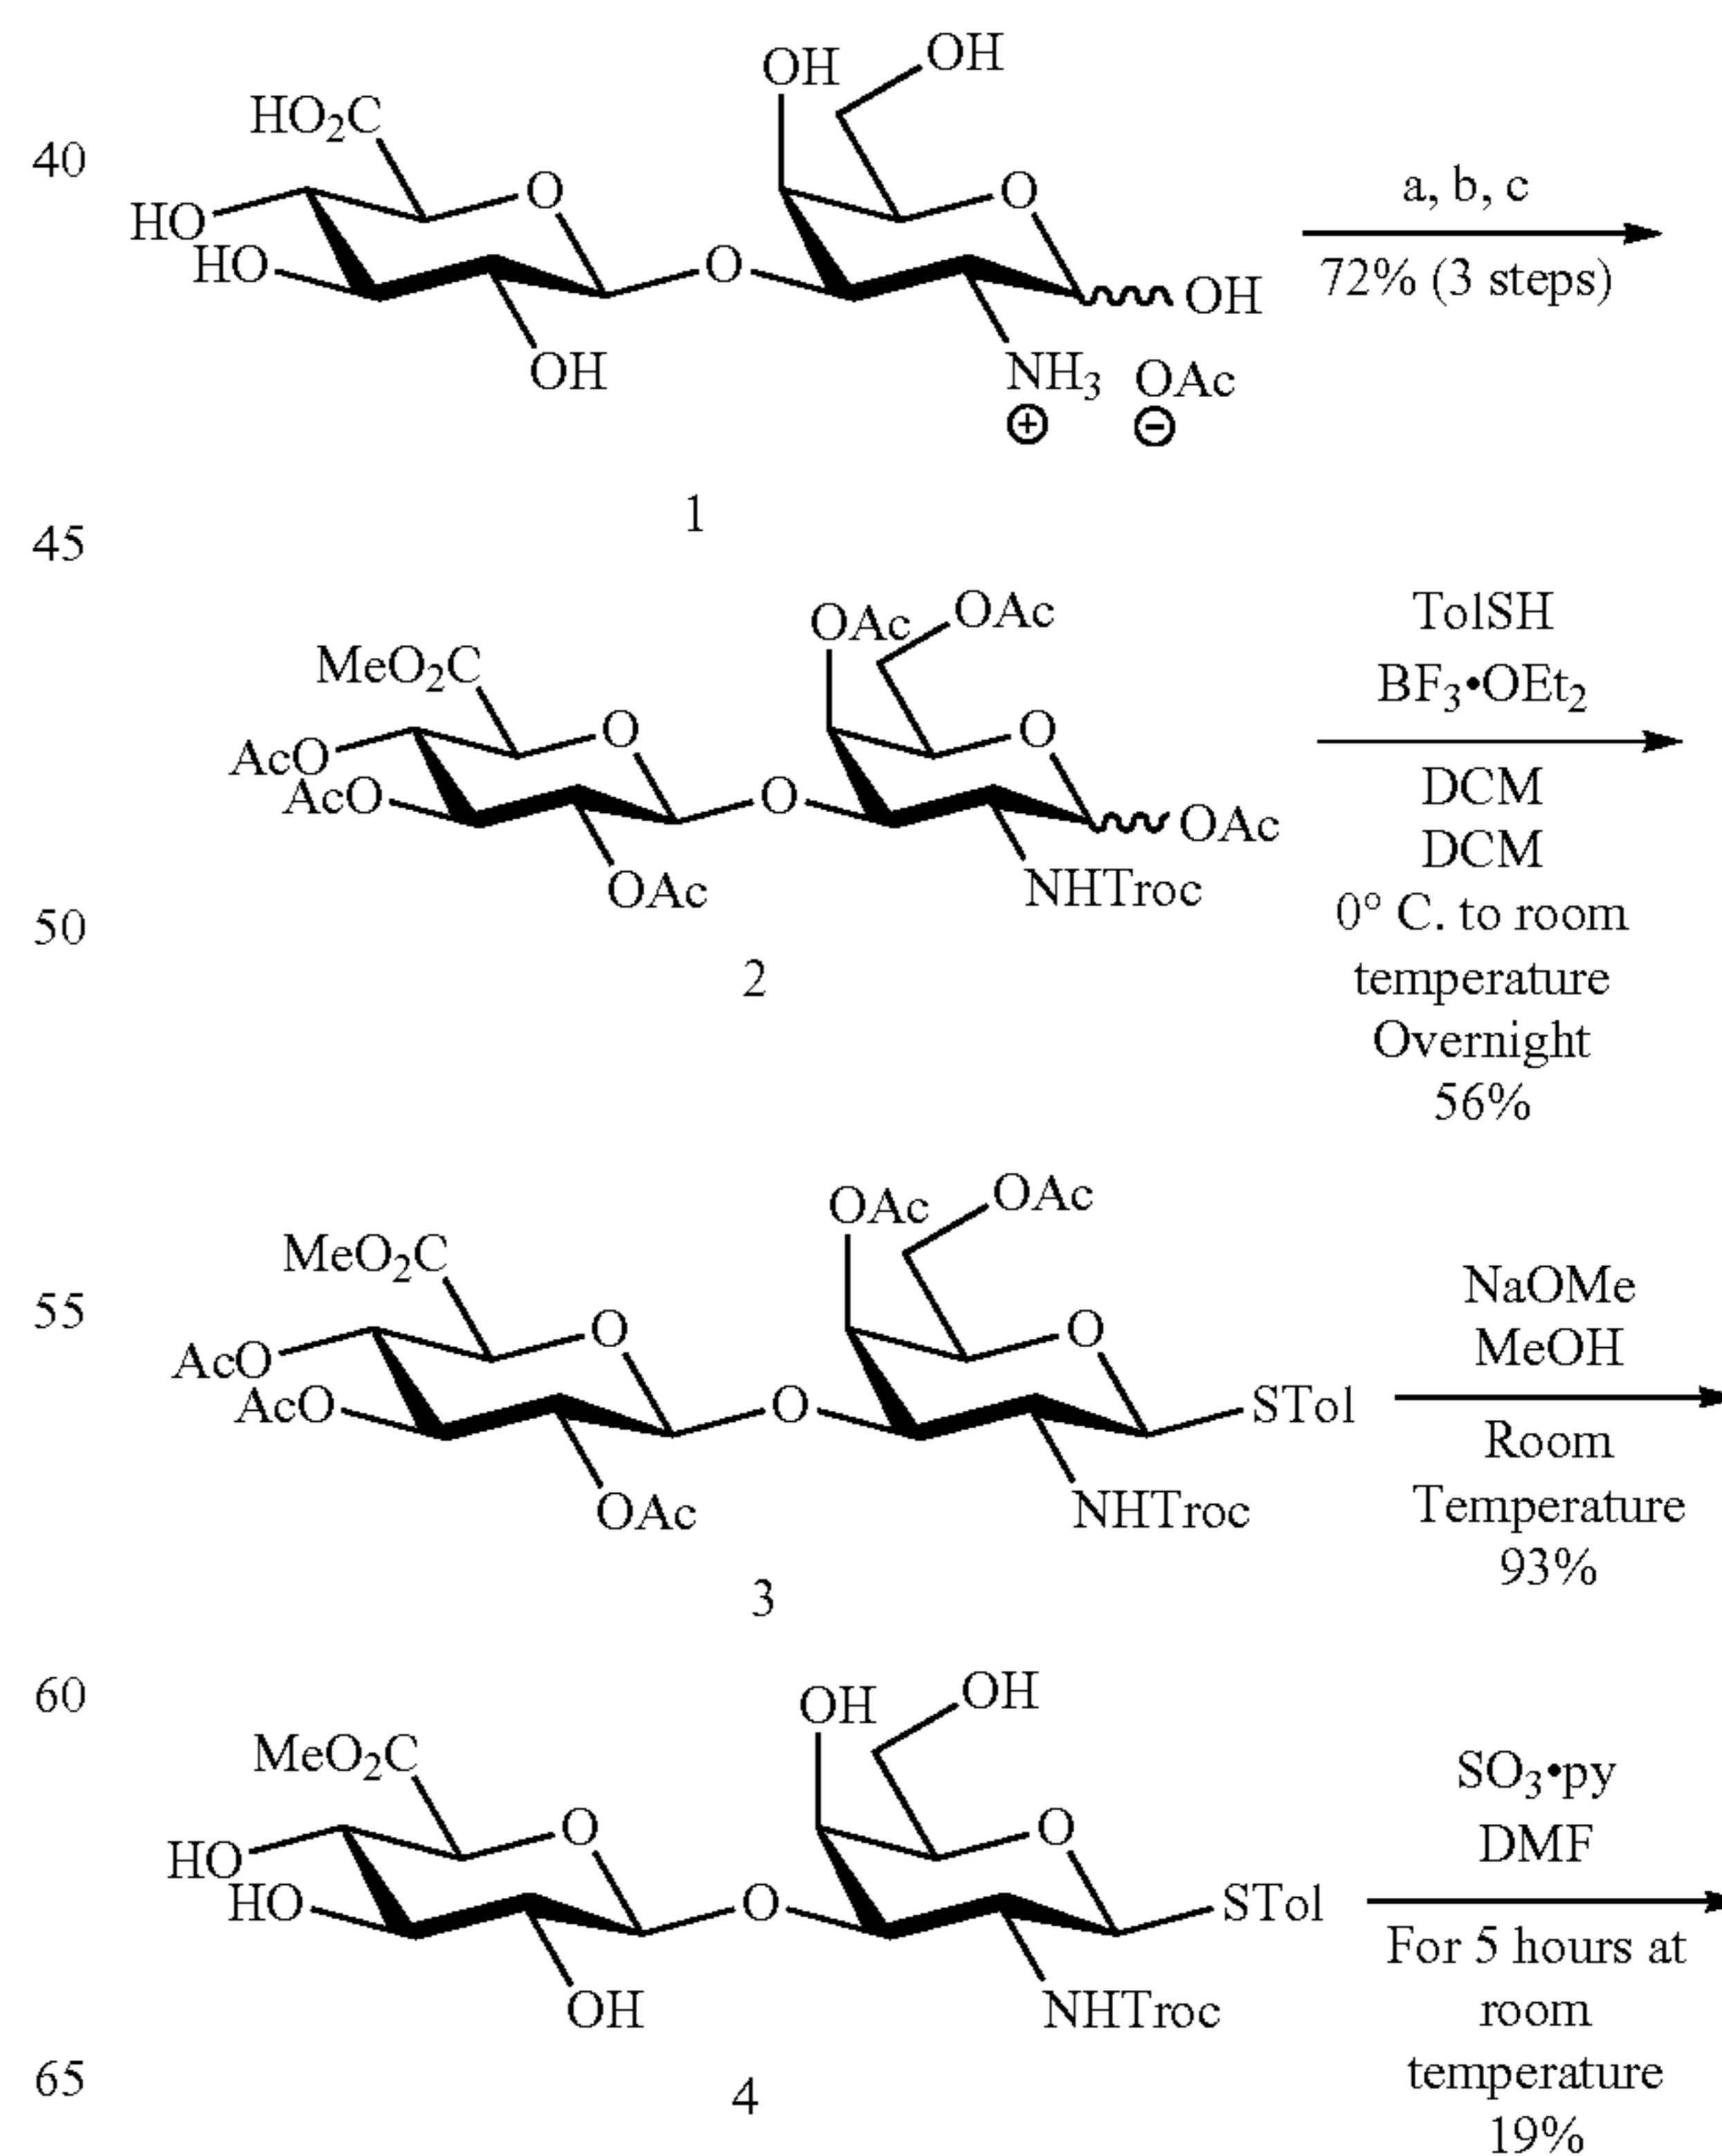 OH
OH
HO₂C
40
O
O
a, b, c
HO
HO
O
72% (3 steps)
OH
OH
NH₃ OAc
⊕ ⊖
1
45
TolSH
OAc
OAc
MeO₂C
BF₃•OEt₂
O
O
AcO
AcO
O
DCM
OAc
DCM
OAc
NHTroc
50
0° C. to room
2
temperature
Overnight
56%
OAc
OAc
MeO₂C
NaOMe
55
O
O
MeOH
AcO
AcO
O
STol
Room
OAc
NHTroc
Temperature
93%
3
60
OH
OH
MeO₂C
SO₃•py
O
O
DMF
HO
HO
O
STol
For 5 hours at
OH
NHTroc
room
65
temperature
4
19%